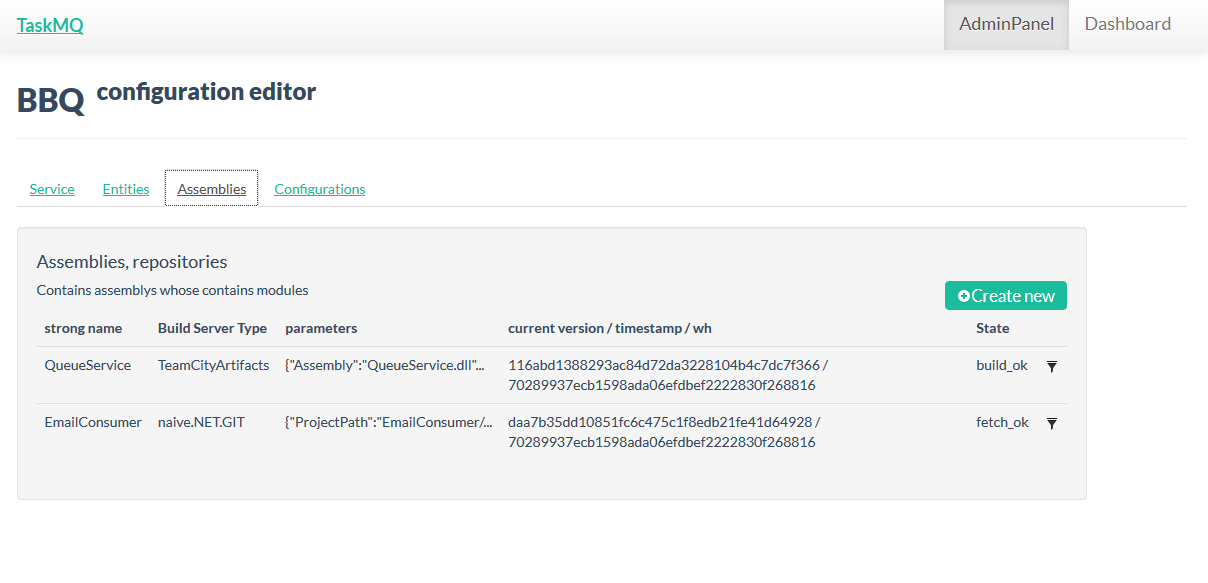 TaskMQ
AdminPanel
Dashboard
BBQ configuration editor
Service
Entities
Assemblies
Configurations
Assemblies, repositories
Contains assemblys whose contains modules
Create new
strong name Build Server Type parameters current version / timestamp / wh State
QueueService TeamCityArtifacts {"Assembly":"QueueService.dll"... 116abd1388293ac84d72da3228104b4c7dc7f366 / build_ok
70289937ecb1598ada06efdbef2222830f268816
EmailConsumer naive.NET.GIT {"ProjectPath":"EmailConsumer/... daa7b35dd10851fc6c475c1f8edb21fe41d64928 / fetch_ok
70289937ecb1598ada06efdbef2222830f268816